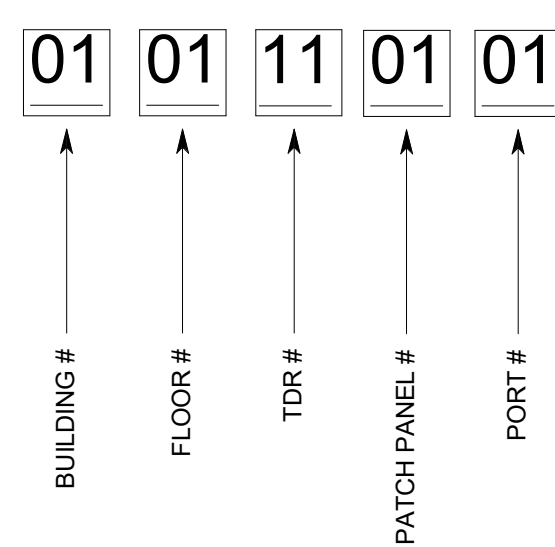 01 01 11 01 01
BUILDING #
FLOOR #
TDR #
PATCH PANEL #
PORT #